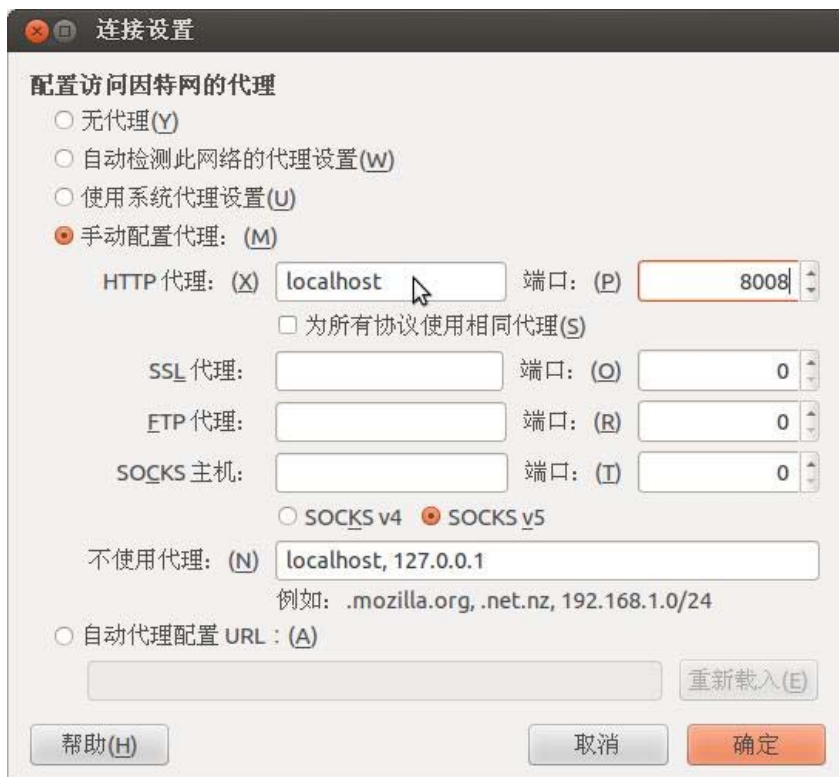 连接设置
配置访问因特网的代理
无代理(Y)
自动检测此网络的代理设置(W)
使用系统代理设置(U)
手动配置代理：(M)
HTTP 代理：(X) localhost 端口：(P) 8008
为所有协议使用相同代理(S)
SSL 代理： 端口：(O) 0
FTP 代理： 端口：(R) 0
SOCKS 主机： 端口：(T) 0
SOCKS v4 SOCKS v5
不使用代理：(N) localhost, 127.0.0.1
例如：.mozilla.org, .net.nz, 192.168.1.0/24
自动代理配置 URL：(A)
重新载入(E)
帮助(H) 取消 确定